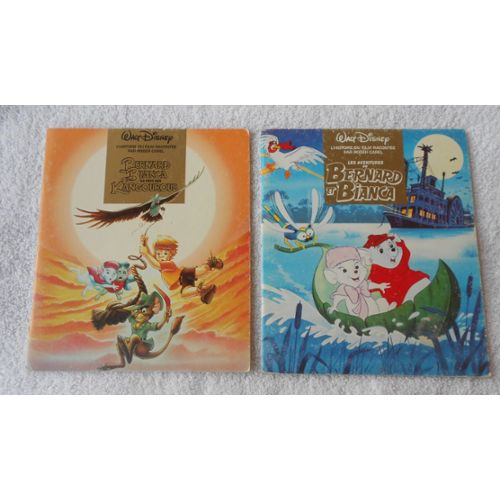 Walt Disney
L'HISTOIRE DU FILM RACONTÉE
PAR ROGER CAREL
BERNARD
ET BIANCA
AU PAYS DES
KANGOUROUS
Walt Disney
L'HISTOIRE DU FILM RACONTÉE
PAR ROGER CAREL
LES AVENTURES
DE
BERNARD
ET BIANCA